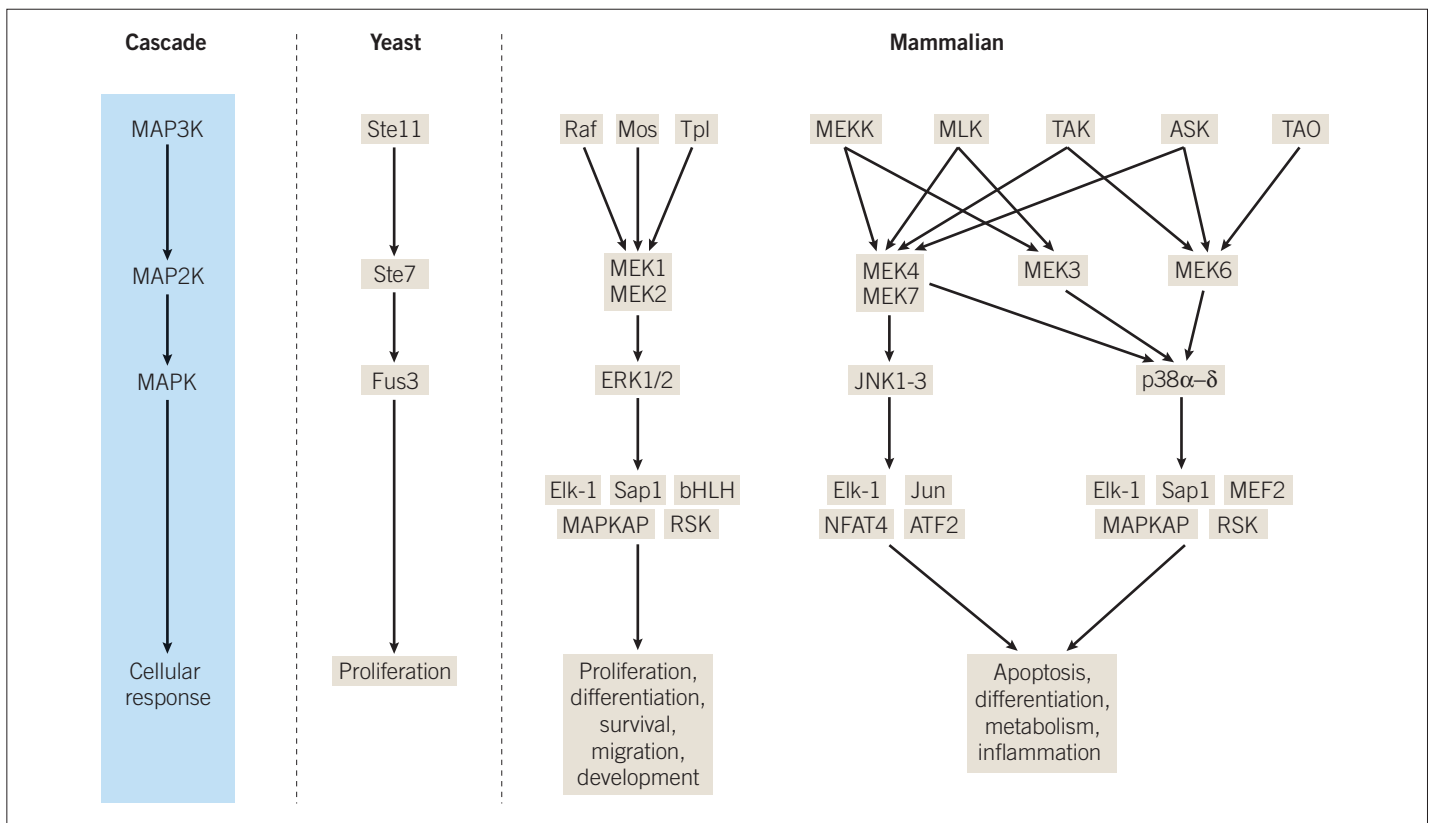 Cascade
Yeast
Mammalian
MAP3K
Ste11
Raf
Mos
Tpl
MEKK
MLK
TAK
ASK
TAO
MAP2K
Ste7
MEK1
MEK2
MEK4
MEK7
MEK3
MEK6
MAPK
Fus3
ERK1/2
JNK1-3
p38α–δ
Elk-1
Sap1
bHLH
MAPKAP
RSK
Elk-1
Jun
NFAT4
ATF2
Elk-1
Sap1
MEF2
MAPKAP
RSK
Cellular
response
Proliferation
Proliferation,
differentiation,
survival,
migration,
development
Apoptosis,
differentiation,
metabolism,
inflammation